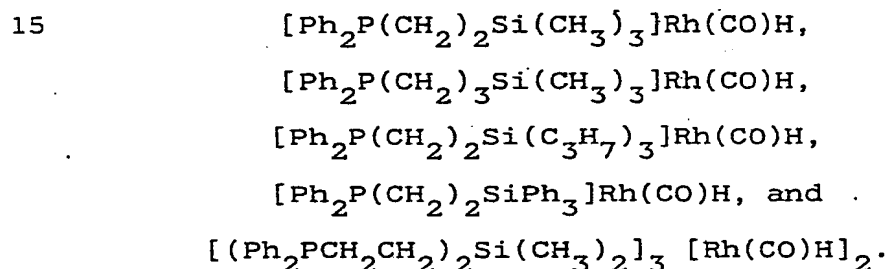 15 [Ph₂P(CH₂)₂Si(CH₃)₃]Rh(CO)H,
[Ph₂P(CH₂)₃Si(CH₃)₃]Rh(CO)H,
[Ph₂P(CH₂)₂Si(C₃H₇)₃]Rh(CO)H,
[Ph₂P(CH₂)₂SiPh₃]Rh(CO)H, and
[(Ph₂PCH₂CH₂)₂Si(CH₃)₂]₃ [Rh(CO)H]₂.